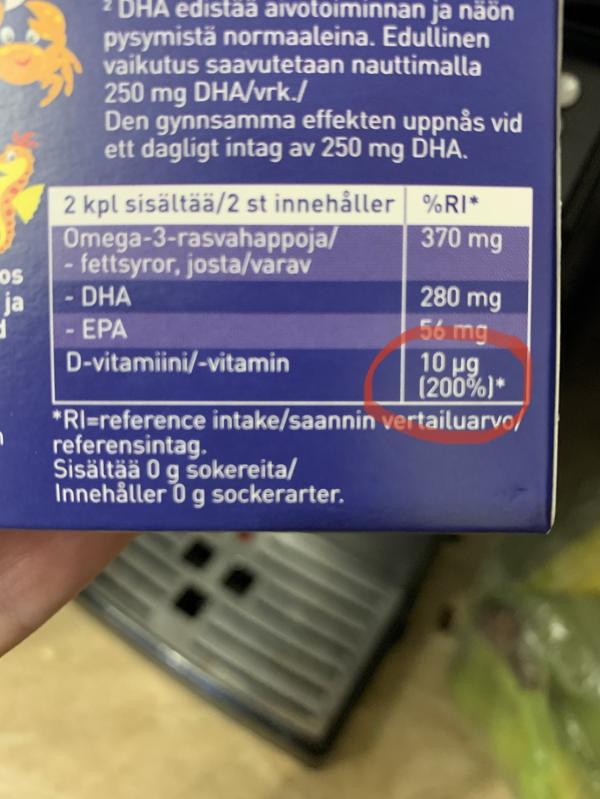 ² DHA edistää aivotoiminnan ja näön
pysymistä normaaleina. Edullinen
vaikutus saavutetaan nauttimalla
250 mg DHA/vrk./
Den gynnsamma effekten uppnås vid
ett dagligt intag av 250 mg DHA.
2 kpl sisältää/2 st innehåller %RI*
Omega-3-rasvahappoja/ 370 mg
- fettsyror, josta/varav
- DHA 280 mg
- EPA 56 mg
D-vitamiini/-vitamin 10 µg
(200%)*
*RI=reference intake/saannin vertailuarvo/
referensintag.
Sisältää 0 g sokereita/
Innehåller 0 g sockerarter.
os
ja